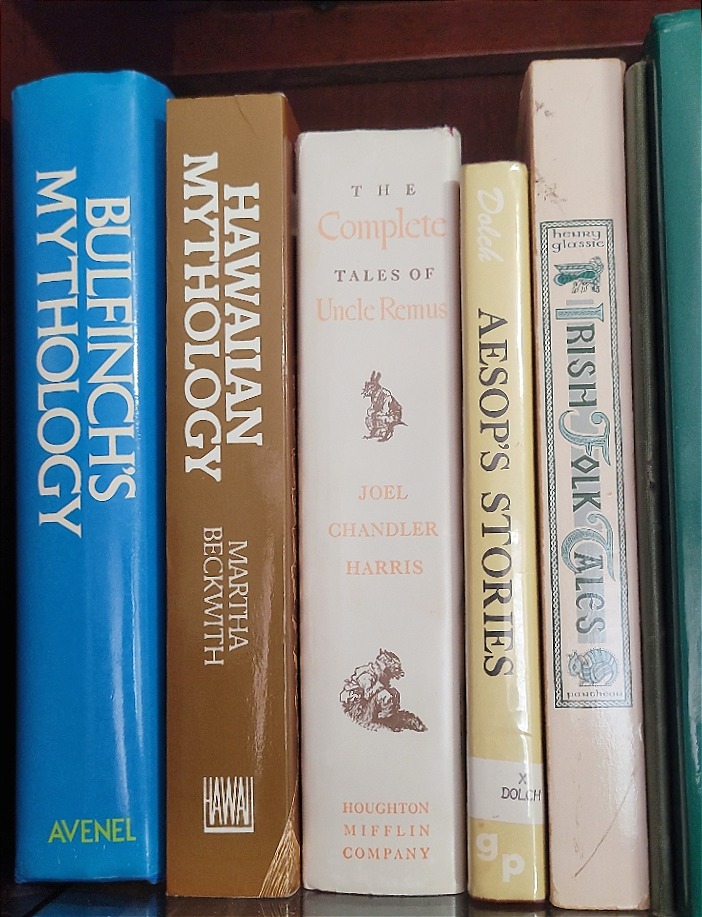 BULFINCH'S
MYTHOLOGY
AVENEL
HAWAIIAN
MYTHOLOGY
MARTHA
BECKWITH
HAWAII
THE
Complete
TALES OF
Uncle Remus
JOEL
CHANDLER
HARRIS
HOUGHTON
MIFFLIN
COMPANY
Dolch
AESOP'S STORIES
X
DOLCH
gp
henry
glassie
IRISH FOLK TALES
pantheon